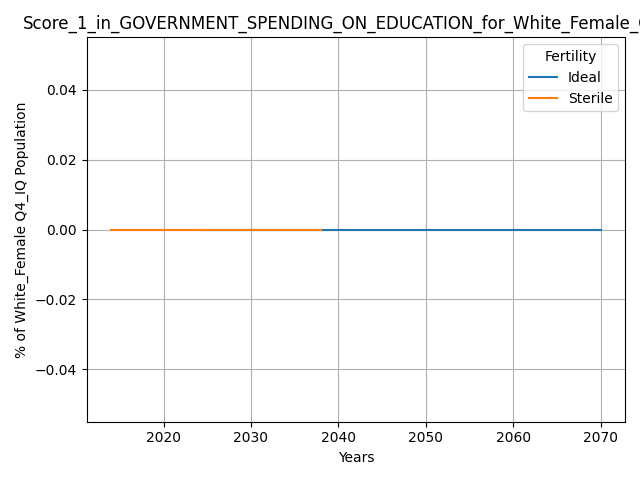 Score_1_in_GOVERNMENT_SPENDING_ON_EDUCATION_for_White_Female_
Fertility
Ideal
Sterile
% of White_Female Q4_IQ Population
0.04
0.02
0.00
−0.02
−0.04
2020 2030 2040 2050 2060 2070
Years